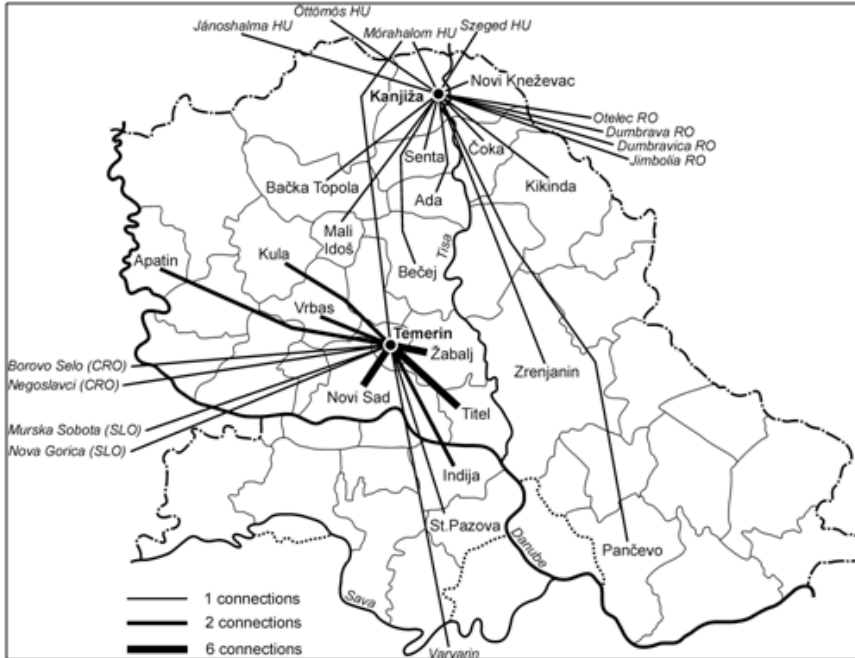 Öttömös HU
Jánoshalma HU
Mórahalom HU
Szeged HU
Novi Kneževac
Kanjiža
Otelec RO
Dumbrava RO
Dumbravica RO
Jimbolia RO
Čoka
Senta
Bačka Topola
Kikinda
Ada
Mali
Idoš
Tisa
Kula
Apatin
Bečej
Vrbas
Temerin
Žabalj
Borovo Selo (CRO)
Zrenjanin
Negoslavci (CRO)
Novi Sad
Titel
Murska Sobota (SLO)
Nova Gorica (SLO)
Inđija
St.Pazova
Danube
Pančevo
Sava
1 connections
2 connections
6 connections
Varvarin